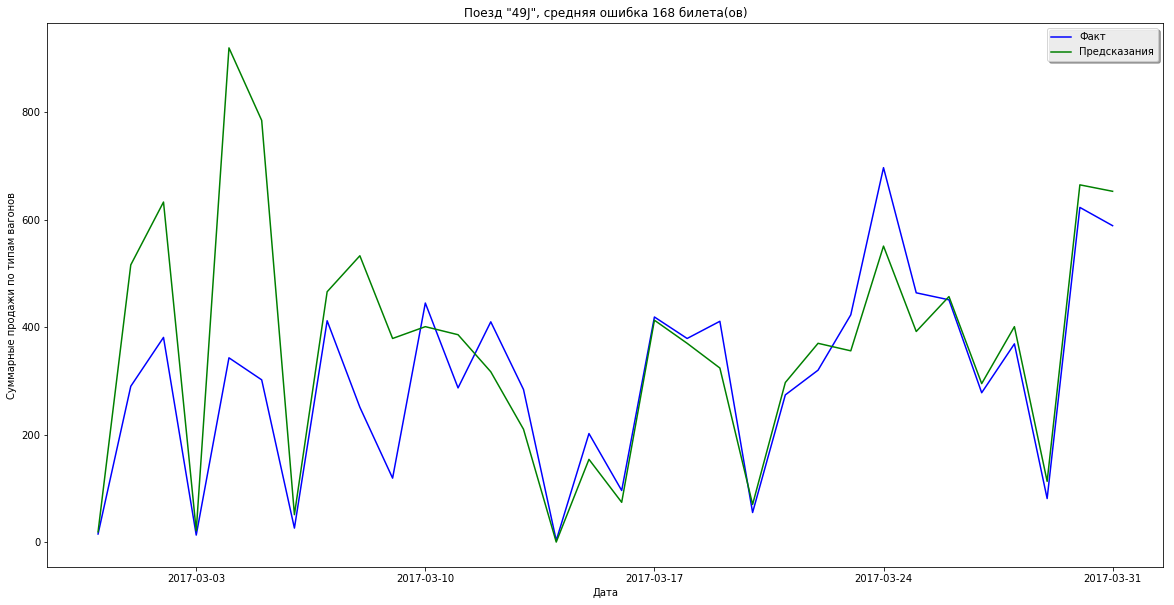 Поезд "49J", средняя ошибка 168 билета(ов)
Факт
Предсказания
Суммарные продажи по типам вагонов
800
600
400
200
0
2017-03-03
2017-03-10
2017-03-17
2017-03-24
2017-03-31
Дата